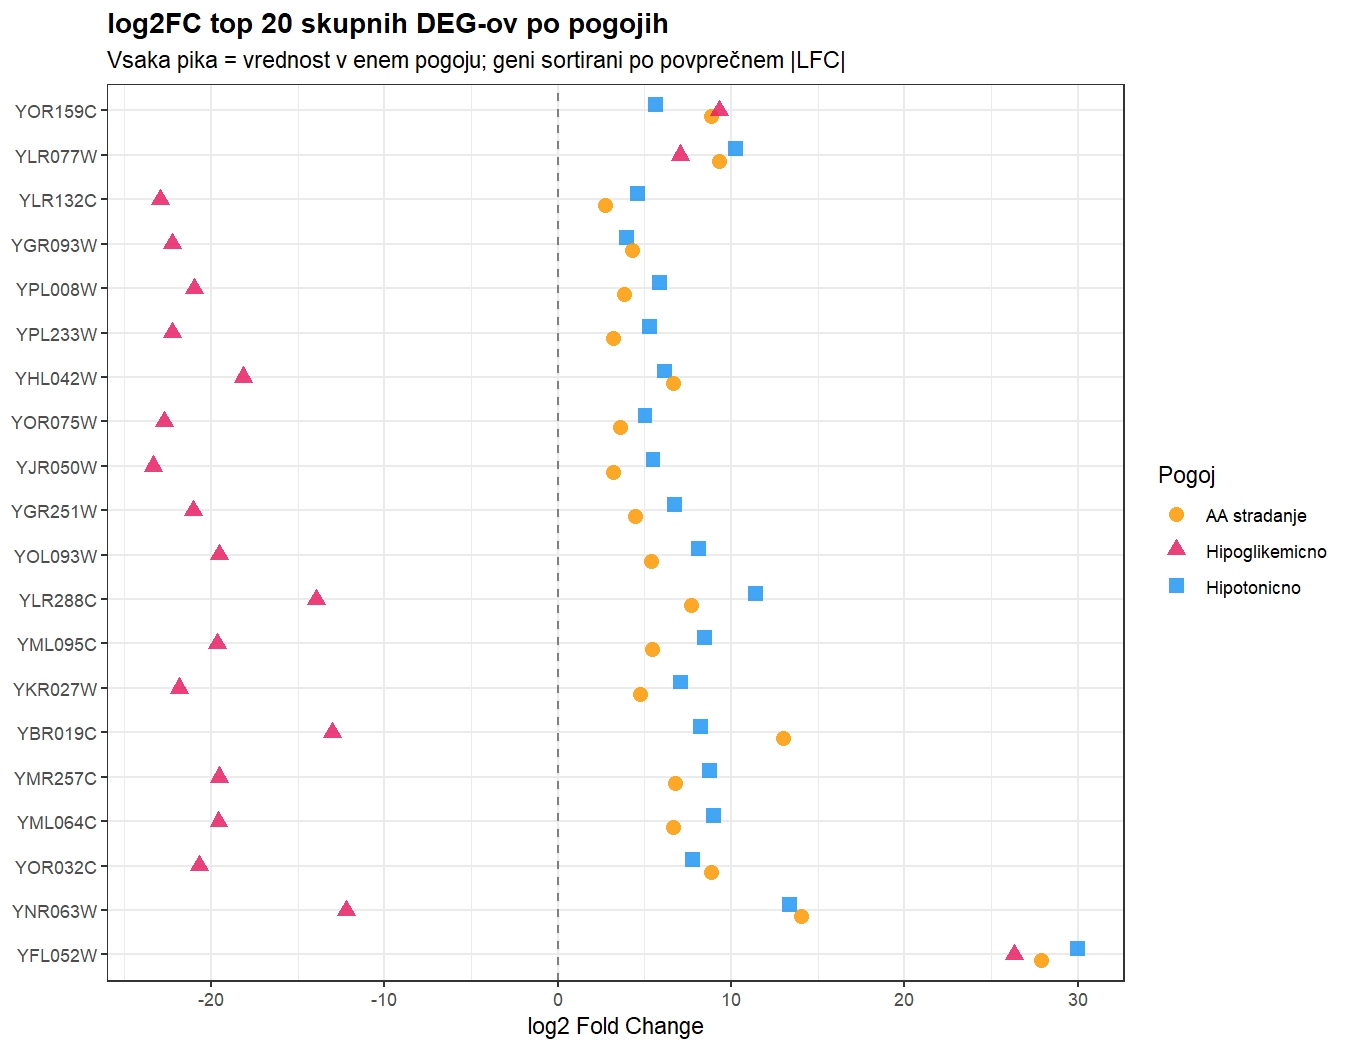 log2FC top 20 skupnih DEG-ov po pogojih
Vsaka pika = vrednost v enem pogoju; geni sortirani po povprečnem |LFC|
YOR159C
YLR077W
YLR132C
YGR093W
YPL008W
YPL233W
YHL042W
YOR075W
YJR050W
YGR251W
YOL093W
YLR288C
YML095C
YKR027W
YBR019C
YMR257C
YML064C
YOR032C
YNR063W
YFL052W
-20 -10 0 10 20 30
log2 Fold Change
Pogoj
AA stradanje
Hipoglikemicno
Hipotonicno